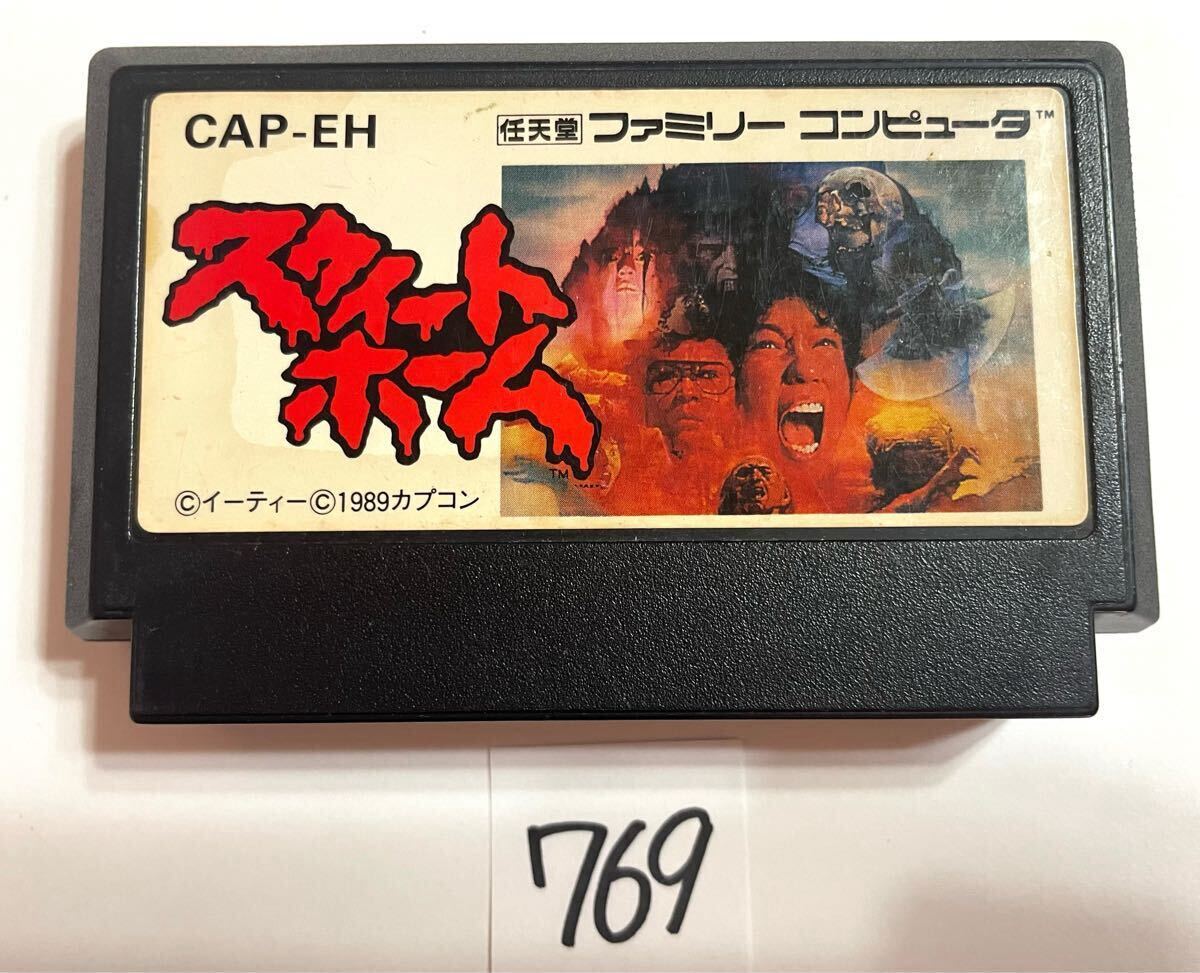 CAP-EH
任天堂 ファミリー コンピュータ™
スウィート
ホーム
™
©イーティー©1989カプコン
769